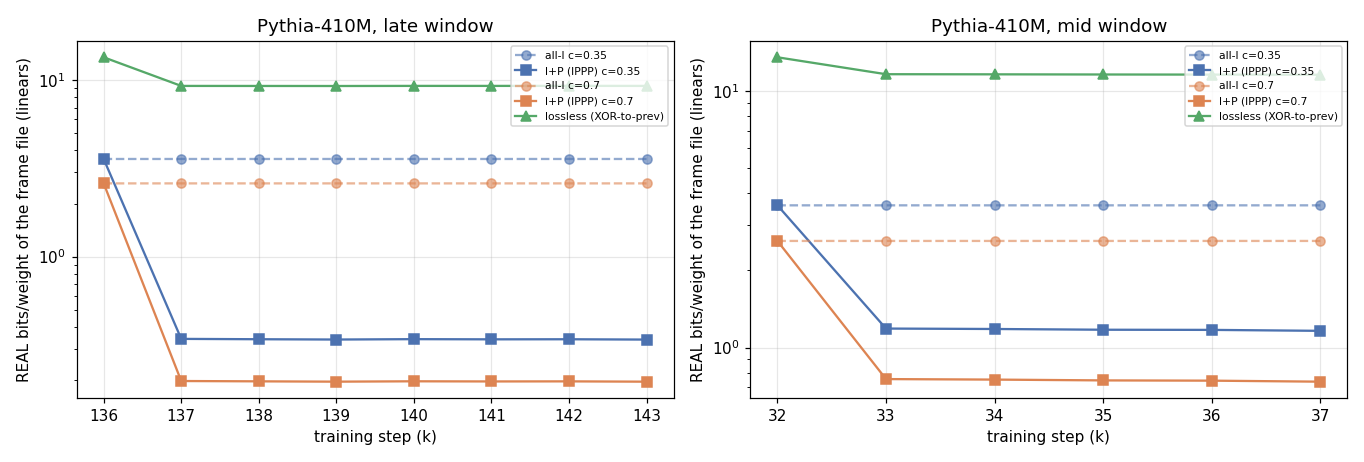 Pythia-410M, late window
REAL bits/weight of the frame file (linears)
10^1
10^0
all-I c=0.35
I+P (IPPP) c=0.35
all-I c=0.7
I+P (IPPP) c=0.7
lossless (XOR-to-prev)
136 137 138 139 140 141 142 143
training step (k)
Pythia-410M, mid window
REAL bits/weight of the frame file (linears)
10^1
10^0
all-I c=0.35
I+P (IPPP) c=0.35
all-I c=0.7
I+P (IPPP) c=0.7
lossless (XOR-to-prev)
32 33 34 35 36 37
training step (k)